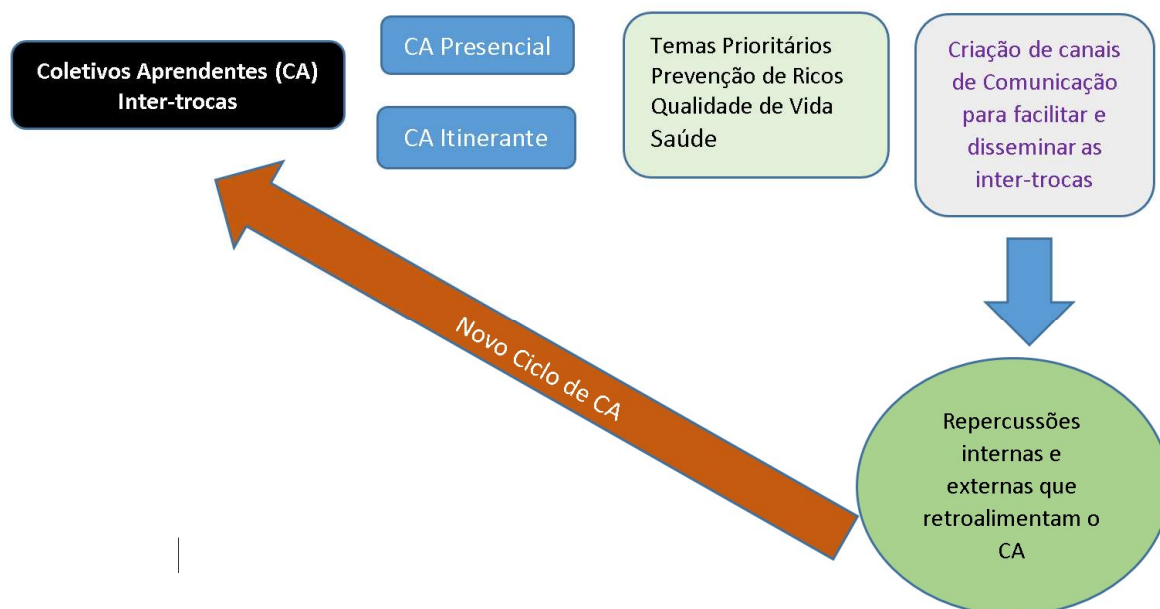 Coletivos Aprendentes (CA)
Inter-trocas
CA Presencial
CA Itinerante
Temas Prioritários
Prevenção de Ricos
Qualidade de Vida
Saúde
Criação de canais
de Comunicação
para facilitar e
disseminar as
inter-trocas
Novo Ciclo de CA
Repercussões
internas e
externas que
retroalimentam o
CA